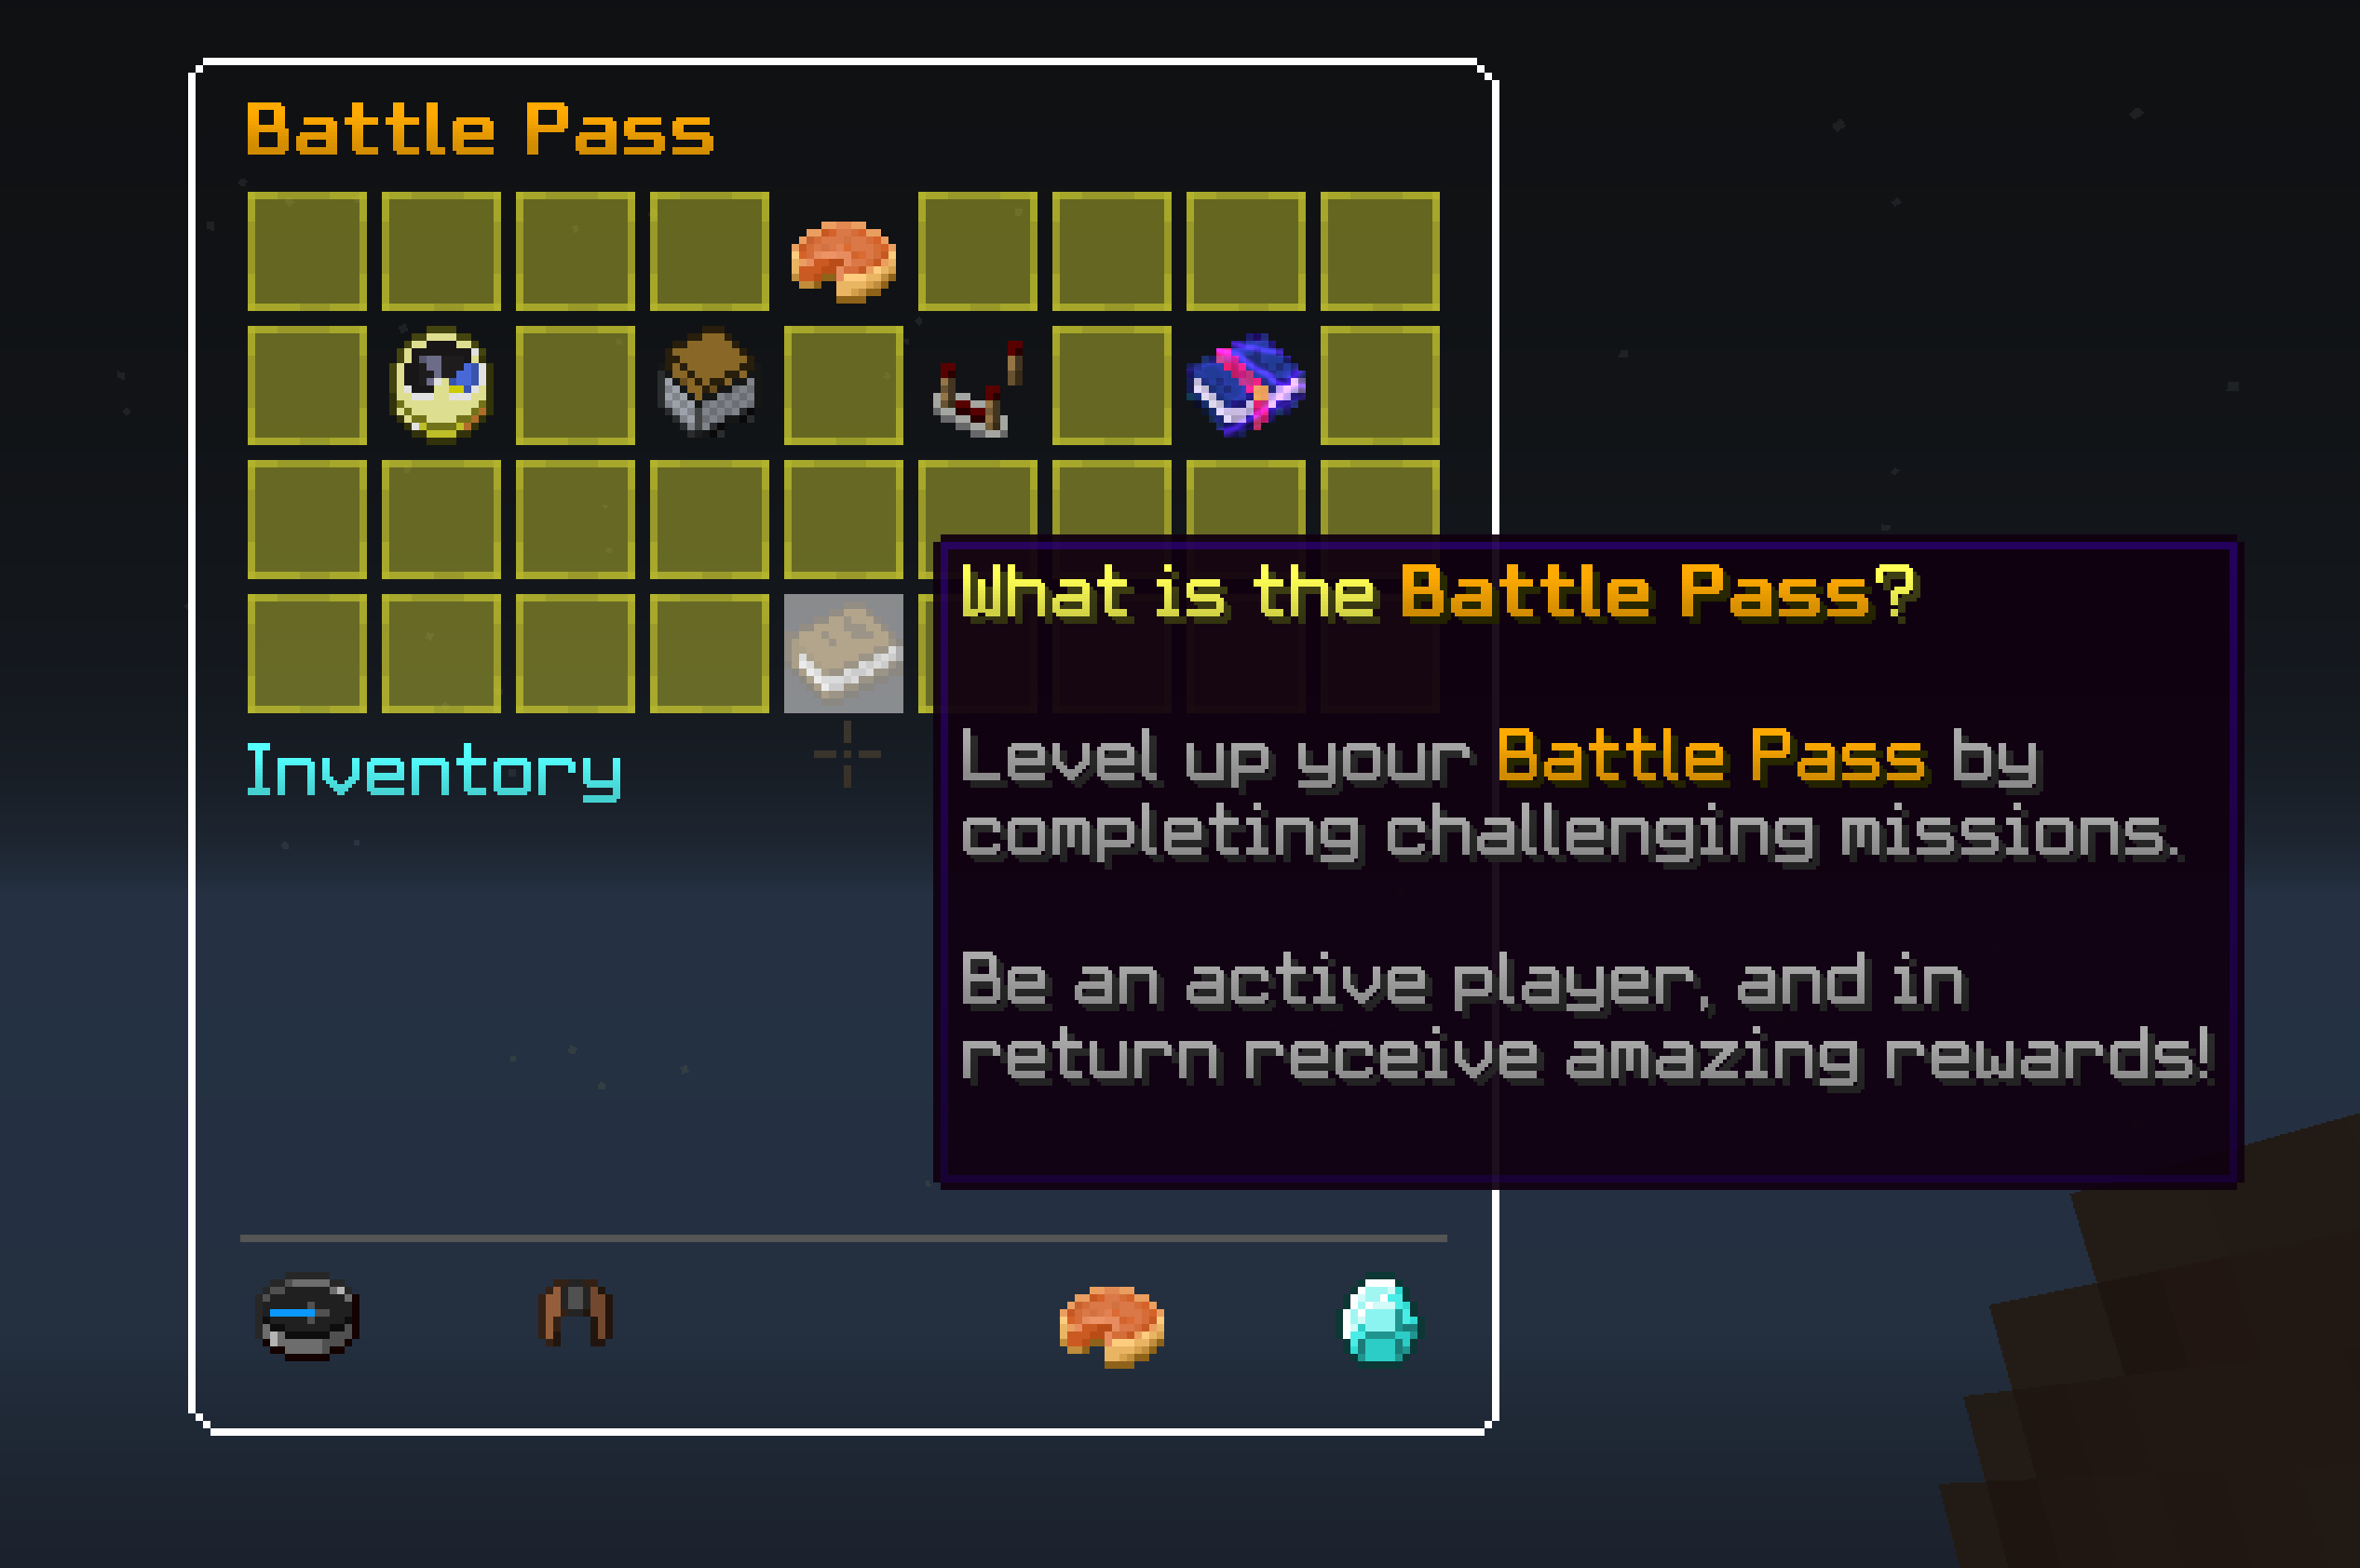 Battle Pass
What is the Battle Pass?
Level up your Battle Pass by
completing challenging missions.
Be an active player, and in
return receive amazing rewards!
Inventory